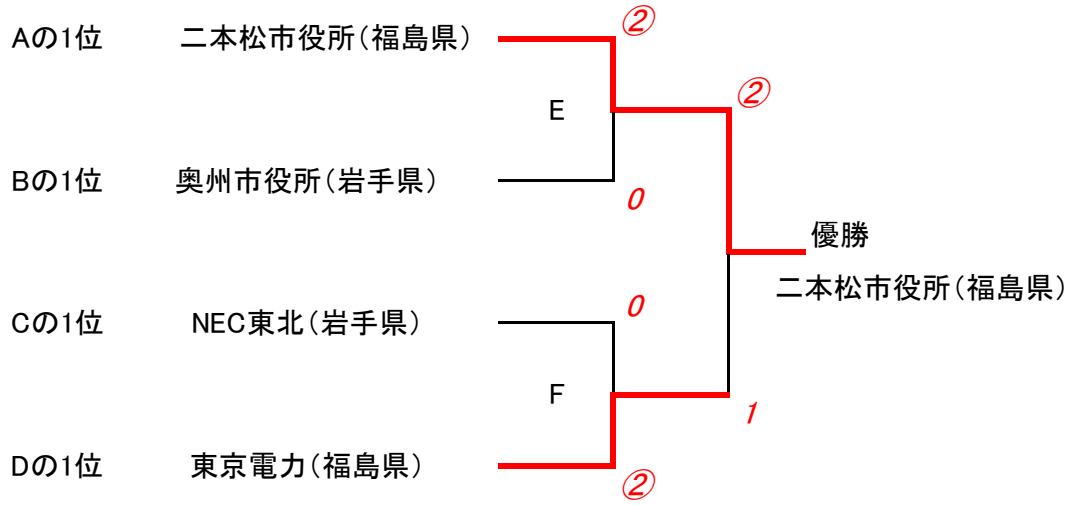 Aの1位 二本松市役所(福島県) ②
E ②
Bの1位 奥州市役所(岩手県) 0
優勝
二本松市役所(福島県)
Cの1位 NEC東北(岩手県) 0
F 1
Dの1位 東京電力(福島県) ②